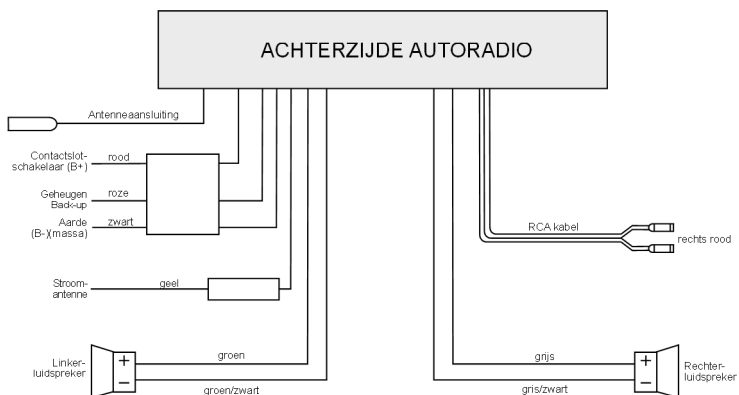 ACHTERZIJDE AUTORADIO
Antenneaansluiting
Contactslot-
schakelaar (B+)
rood
Geheugen
Back-up
roze
Aarde
(B-)(massa)
zwart
Stroom-
antenne
geel
RCA kabel
rechts rood
Linker-
luidspreker
+
−
groen
groen/zwart
grijs
gris/zwart
+
−
Rechter-
luidspreker